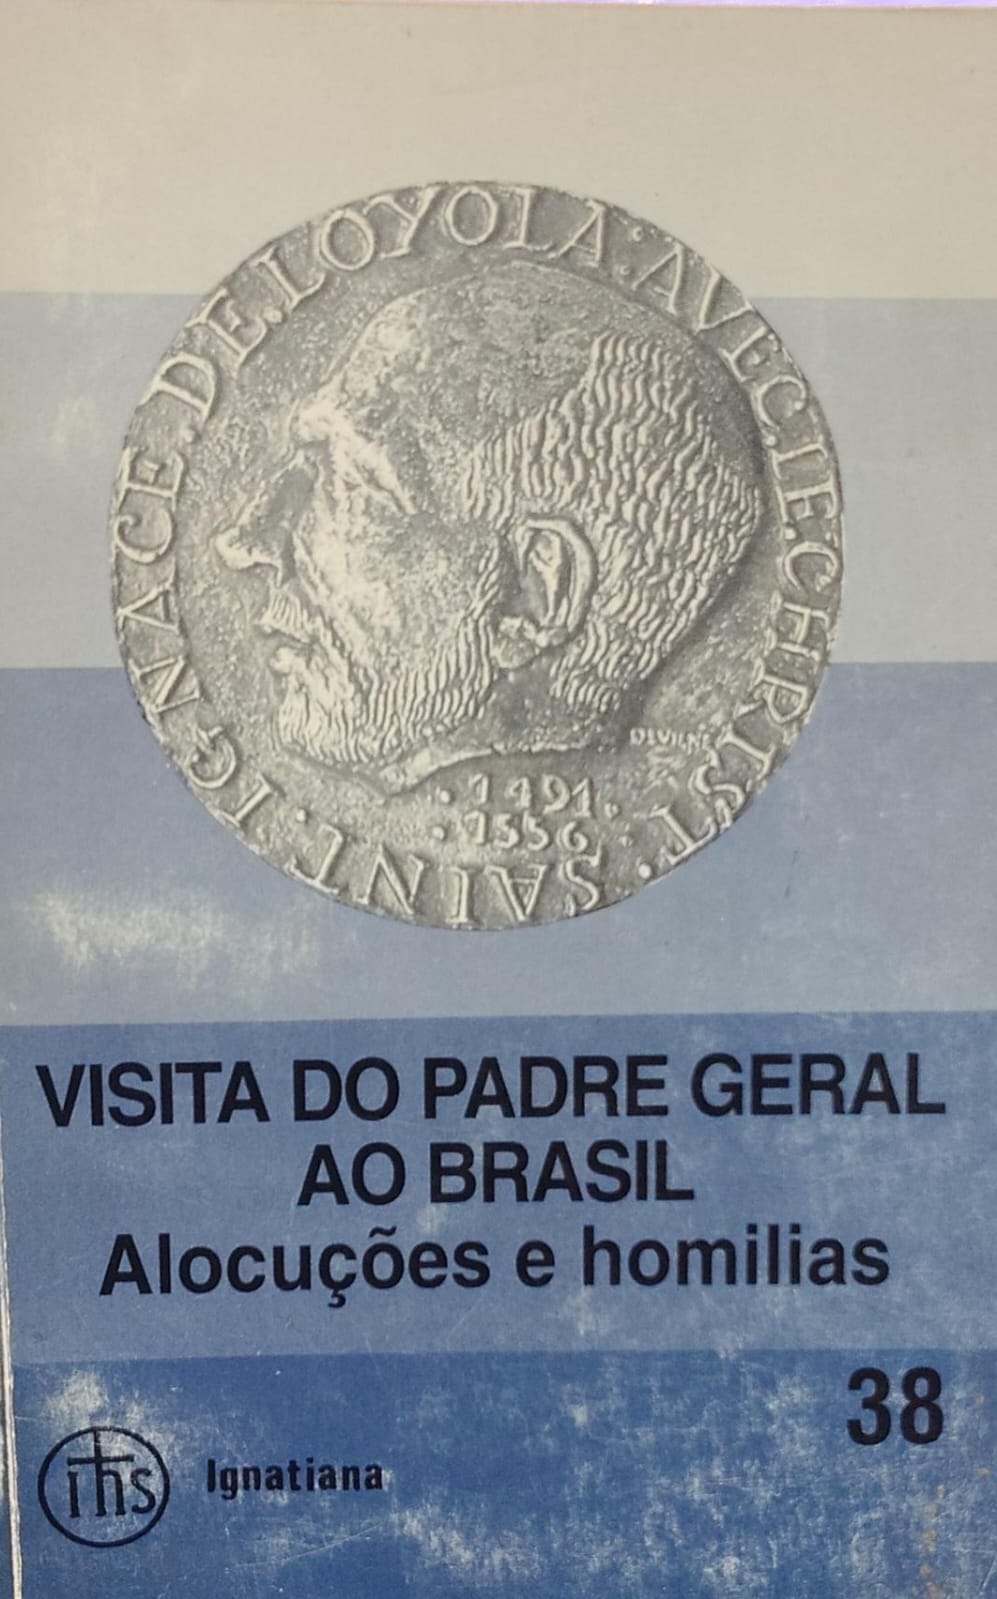 SAINT. IGNACE. DE. LOYOLA: AVEC. LE. CHRIST.
DEVILNE
· 1491 ·
· 1556 ·
VISITA DO PADRE GERAL
AO BRASIL
Alocuções e homilias
38
IhS
Ignatiana